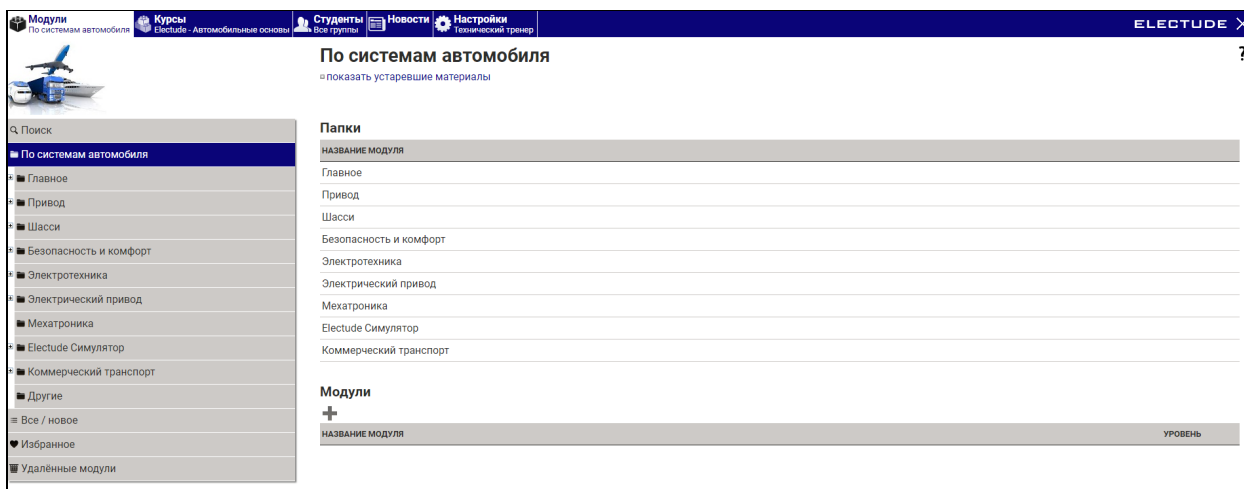 Модули
По системам автомобиля
Курсы
Electude - Автомобильные основы
Студенты
Все группы
Новости
Настройки
Технический тренер
ELECTUDE
По системам автомобиля
показать устаревшие материалы
Поиск
По системам автомобиля
Главное
Привод
Шасси
Безопасность и комфорт
Электротехника
Электрический привод
Мехатроника
Electude Симулятор
Коммерческий транспорт
Другие
Все / новое
Избранное
Удалённые модули
Папки
НАЗВАНИЕ МОДУЛЯ
Главное
Привод
Шасси
Безопасность и комфорт
Электротехника
Электрический привод
Мехатроника
Electude Симулятор
Коммерческий транспорт
Модули
НАЗВАНИЕ МОДУЛЯ УРОВЕНЬ